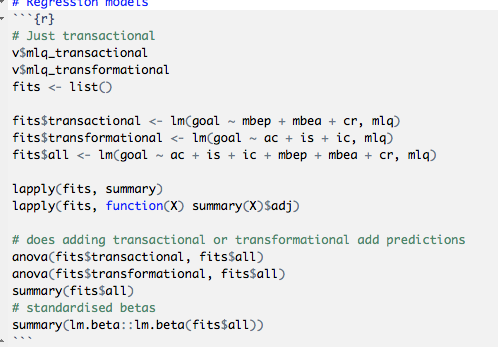 # Regression models
```{r}
# Just transactional
v$mlq_transactional
v$mlq_transformational
fits <- list()
fits$transactional <- lm(goal ~ mbep + mbea + cr, mlq)
fits$transformational <- lm(goal ~ ac + is + ic, mlq)
fits$all <- lm(goal ~ ac + is + ic + mbep + mbea + cr, mlq)
lapply(fits, summary)
lapply(fits, function(X) summary(X)$adj)
# does adding transactional or transformational add predictions
anova(fits$transactional, fits$all)
anova(fits$transformational, fits$all)
summary(fits$all)
# standardised betas
summary(lm.beta::lm.beta(fits$all))
```